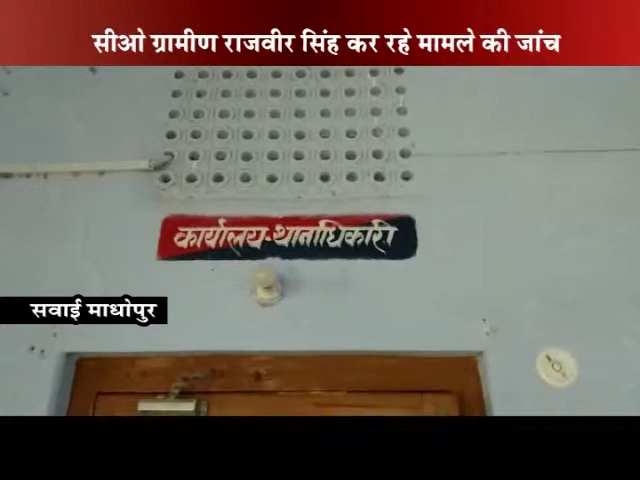 सीओ ग्रामीण राजवीर सिंह कर रहे मामले की जांच
कार्यालय-थानाधिकारी
सवाई माधोपुर